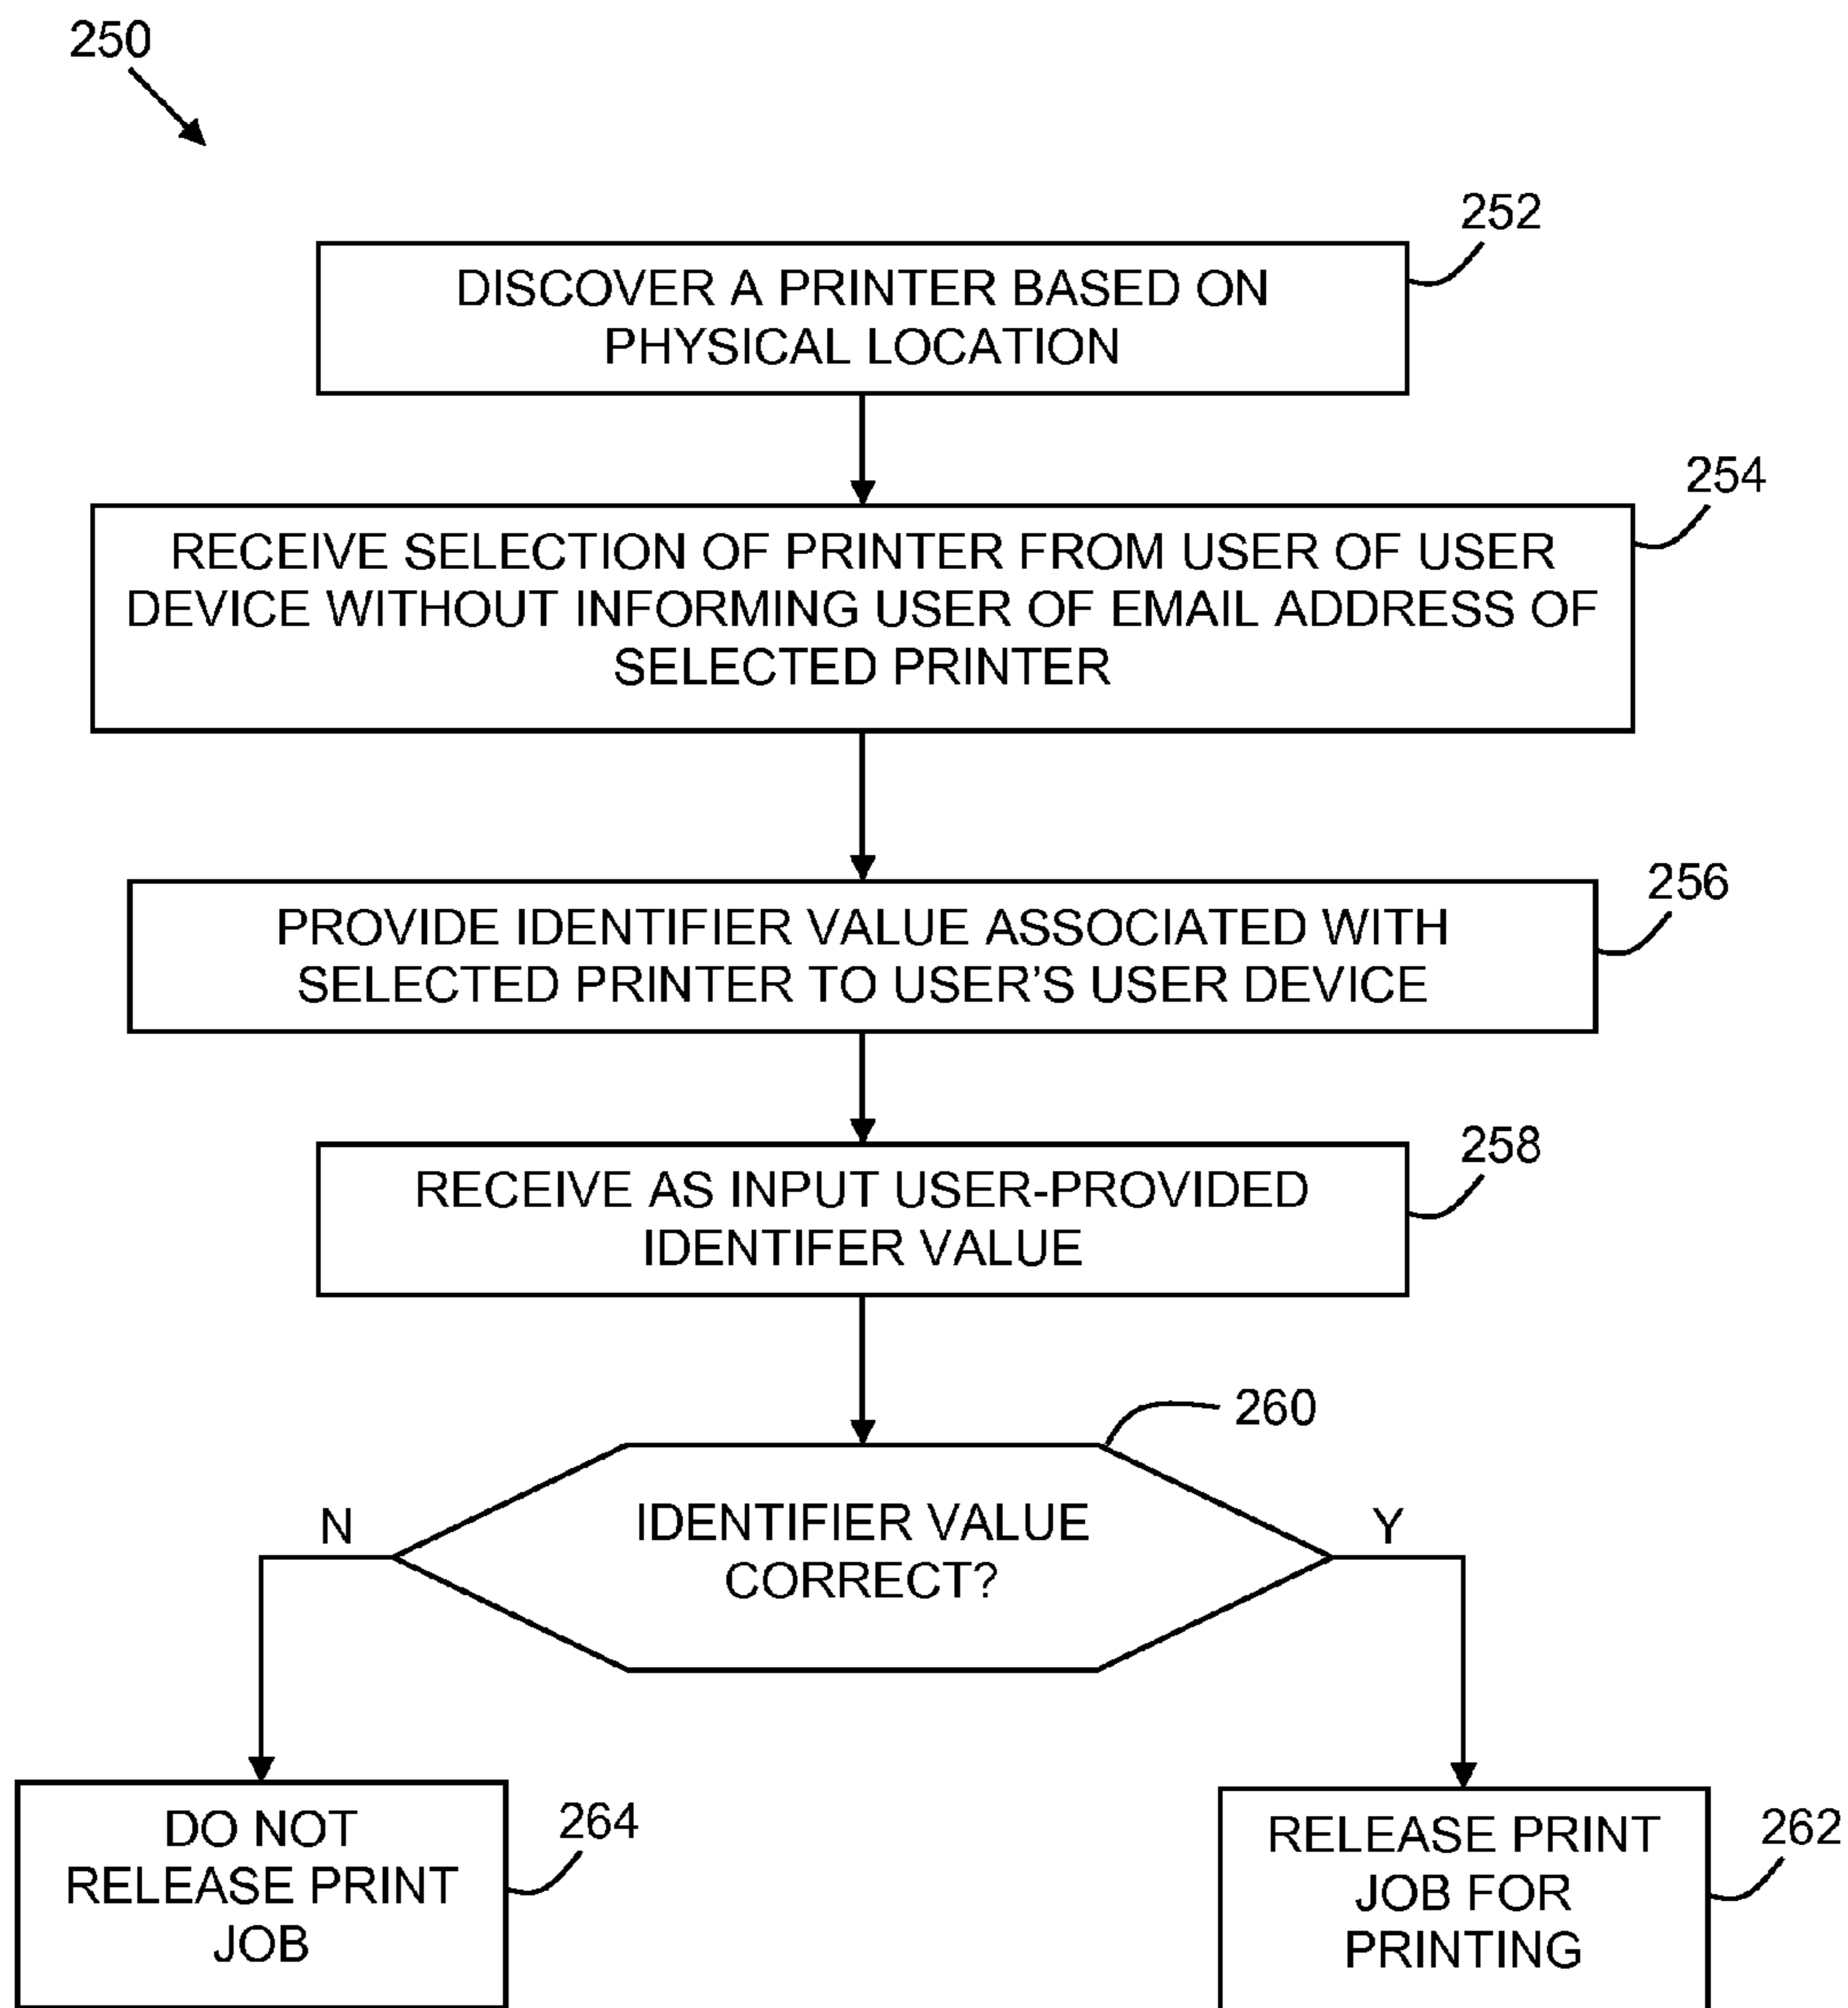 250
252
DISCOVER A PRINTER BASED ON
PHYSICAL LOCATION
254
RECEIVE SELECTION OF PRINTER FROM USER OF USER
DEVICE WITHOUT INFORMING USER OF EMAIL ADDRESS OF
SELECTED PRINTER
256
PROVIDE IDENTIFIER VALUE ASSOCIATED WITH
SELECTED PRINTER TO USER'S USER DEVICE
258
RECEIVE AS INPUT USER-PROVIDED
IDENTIFER VALUE
260
IDENTIFIER VALUE
CORRECT?
N
Y
DO NOT
RELEASE PRINT
JOB
264
RELEASE PRINT
JOB FOR
PRINTING
262